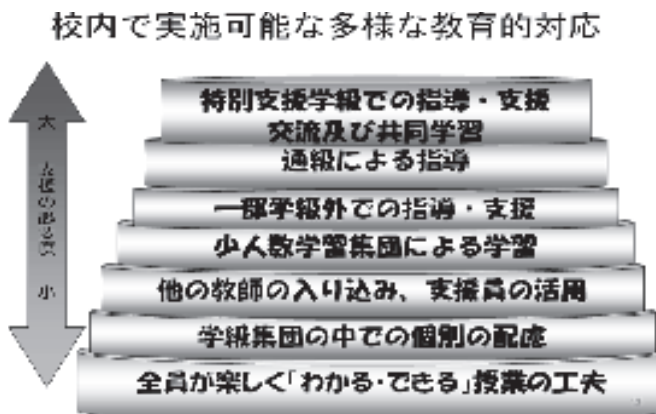 校内で実施可能な多様な教育的対応
大 支援の 小
特別支援学級での指導・支援
交流及び共同学習
通級による指導
一部学級外での指導・支援
少人数学習集団による学習
他の教師の入り込み、支援員の活用
学級集団の中での個別の配慮
全員が楽しく「わかる・できる」授業の工夫